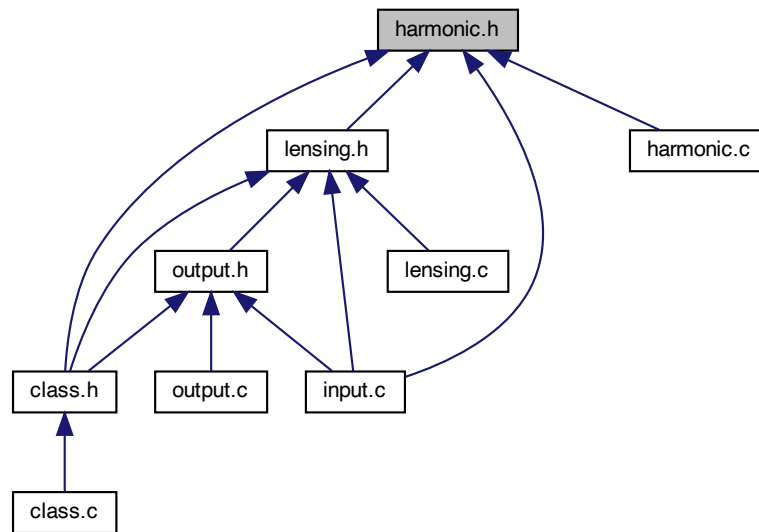 harmonic.h
lensing.h
harmonic.c
output.h
lensing.c
class.h
output.c
input.c
class.c